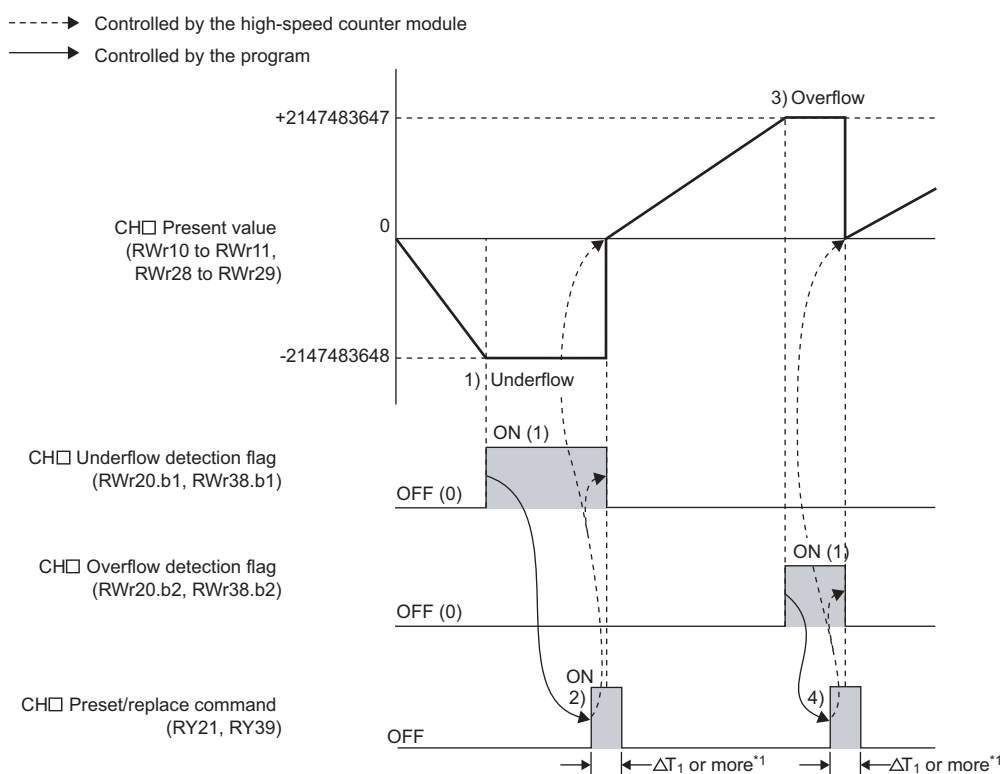 Controlled by the high-speed counter module
Controlled by the program
3) Overflow
+2147483647
0
CH□ Present value
(RWr10 to RWr11,
RWr28 to RWr29)
-2147483648
1) Underflow
ON (1)
CH□ Underflow detection flag
(RWr20.b1, RWr38.b1)
OFF (0)
ON (1)
CH□ Overflow detection flag
(RWr20.b2, RWr38.b2)
OFF (0)
ON
2)
4)
CH□ Preset/replace command
(RY21, RY39)
OFF
ΔT1 or more*1
ΔT1 or more*1